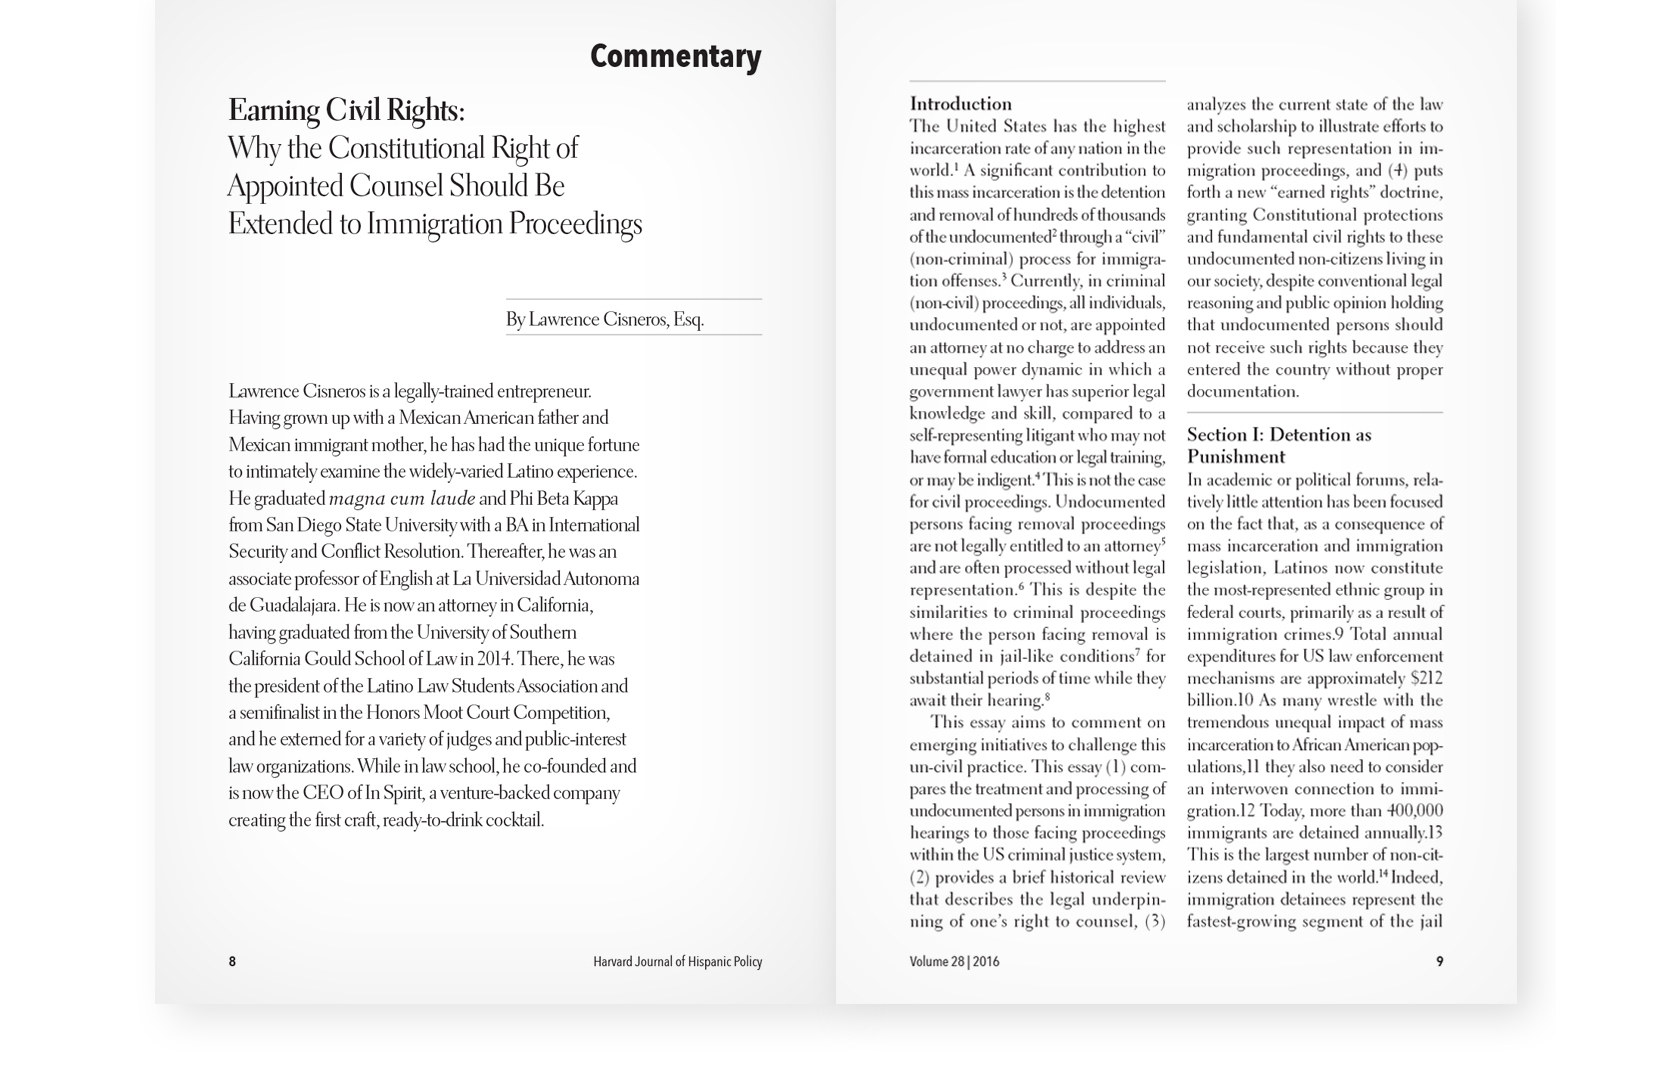 Commentary
Earning Civil Rights:
Why the Constitutional Right of
Appointed Counsel Should Be
Extended to Immigration Proceedings
By Lawrence Cisneros, Esq.
Lawrence Cisneros is a legally-trained entrepreneur.
Having grown up with a Mexican American father and
Mexican immigrant mother, he has had the unique fortune
to intimately examine the widely-varied Latino experience.
He graduated magna cum laude and Phi Beta Kappa
from San Diego State University with a BA in International
Security and Conflict Resolution. Thereafter, he was an
associate professor of English at La Universidad Autonoma
de Guadalajara. He is now an attorney in California,
having graduated from the University of Southern
California Gould School of Law in 2014. There, he was
the president of the Latino Law Students Association and
a semifinalist in the Honors Moot Court Competition,
and he externed for a variety of judges and public-interest
law organizations. While in law school, he co-founded and
is now the CEO of In Spirit, a venture-backed company
creating the first craft, ready-to-drink cocktail.
8
Harvard Journal of Hispanic Policy
Introduction
The United States has the highest
incarceration rate of any nation in the
world.¹ A significant contribution to
this mass incarceration is the detention
and removal of hundreds of thousands
of the undocumented² through a “civil”
(non-criminal) process for immigra-
tion offenses.³ Currently, in criminal
(non-civil) proceedings, all individuals,
undocumented or not, are appointed
an attorney at no charge to address an
unequal power dynamic in which a
government lawyer has superior legal
knowledge and skill, compared to a
self-representing litigant who may not
have formal education or legal training,
or may be indigent.⁴ This is not the case
for civil proceedings. Undocumented
persons facing removal proceedings
are not legally entitled to an attorney⁵
and are often processed without legal
representation.⁶ This is despite the
similarities to criminal proceedings
where the person facing removal is
detained in jail-like conditions⁷ for
substantial periods of time while they
await their hearing.⁸
This essay aims to comment on
emerging initiatives to challenge this
un-civil practice. This essay (1) com-
pares the treatment and processing of
undocumented persons in immigration
hearings to those facing proceedings
within the US criminal justice system,
(2) provides a brief historical review
that describes the legal underpin-
ning of one’s right to counsel, (3)
analyzes the current state of the law
and scholarship to illustrate efforts to
provide such representation in im-
migration proceedings, and (4) puts
forth a new “earned rights” doctrine,
granting Constitutional protections
and fundamental civil rights to these
undocumented non-citizens living in
our society, despite conventional legal
reasoning and public opinion holding
that undocumented persons should
not receive such rights because they
entered the country without proper
documentation.
Section I: Detention as
Punishment
In academic or political forums, rela-
tively little attention has been focused
on the fact that, as a consequence of
mass incarceration and immigration
legislation, Latinos now constitute
the most-represented ethnic group in
federal courts, primarily as a result of
immigration crimes.9 Total annual
expenditures for US law enforcement
mechanisms are approximately $212
billion.10 As many wrestle with the
tremendous unequal impact of mass
incarceration to African American pop-
ulations,11 they also need to consider
an interwoven connection to immi-
gration.12 Today, more than 400,000
immigrants are detained annually.13
This is the largest number of non-cit-
izens detained in the world.¹⁴ Indeed,
immigration detainees represent the
fastest-growing segment of the jail
Volume 28 | 2016
9